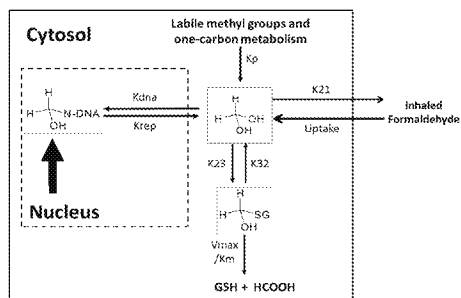 Labile methyl groups and
one-carbon metabolism
Cytosol
Kp
H
H
N-DNA
OH
Kdna
Krep
H
H
OH
OH
K21
Uptake
Inhaled
Formaldehyde
K23
K32
H
H
SG
OH
Nucleus
Vmax
/Km
GSH + HCOOH